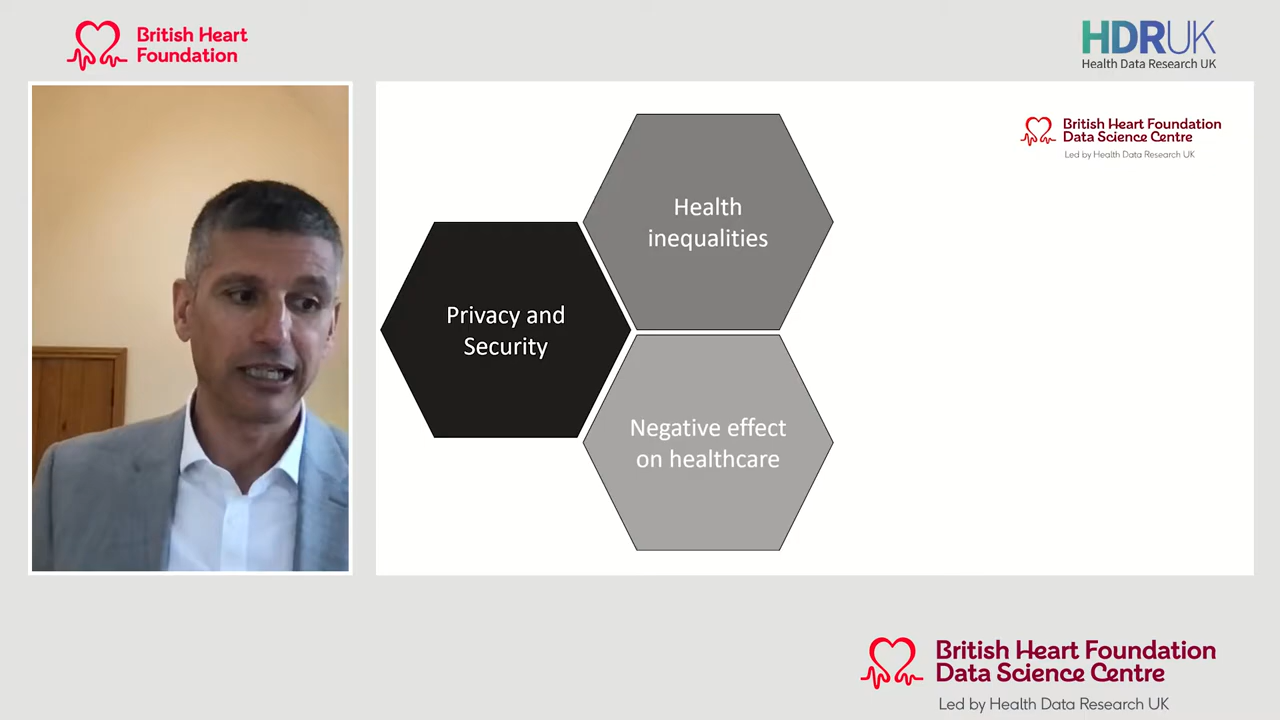 British Heart
Foundation
HDRUK
Health Data Research UK
British Heart Foundation
Data Science Centre
Led by Health Data Research UK
Health
inequalities
Privacy and
Security
Negative effect
on healthcare
British Heart Foundation
Data Science Centre
Led by Health Data Research UK